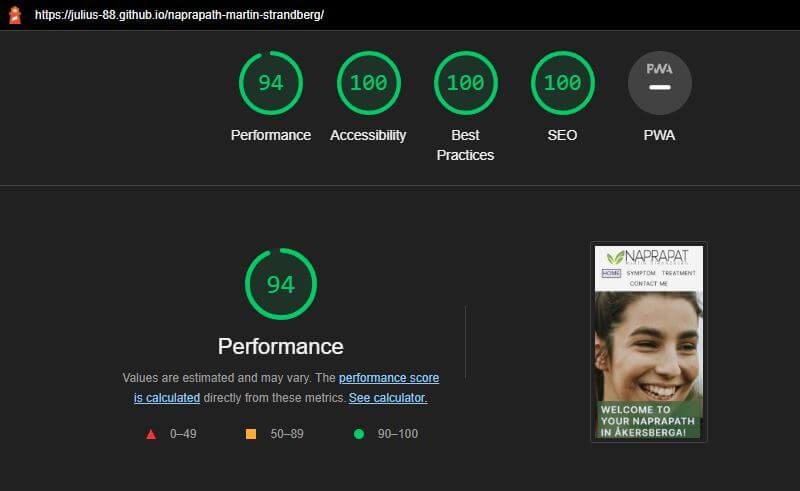 https://julius-88.github.io/naprapath-martin-strandberg/
94
100
100
100
PWA
Performance
Accessibility
Best
Practices
SEO
PWA
94
Performance
Values are estimated and may vary. The performance score
is calculated directly from these metrics. See calculator.
0–49
50–89
90–100
NAPRAPAT
MARTIN STRANDBERG
HOME SYMPTOM TREATMENT
CONTACT ME
WELCOME TO
YOUR NAPRAPATH
IN ÅKERSBERGA!